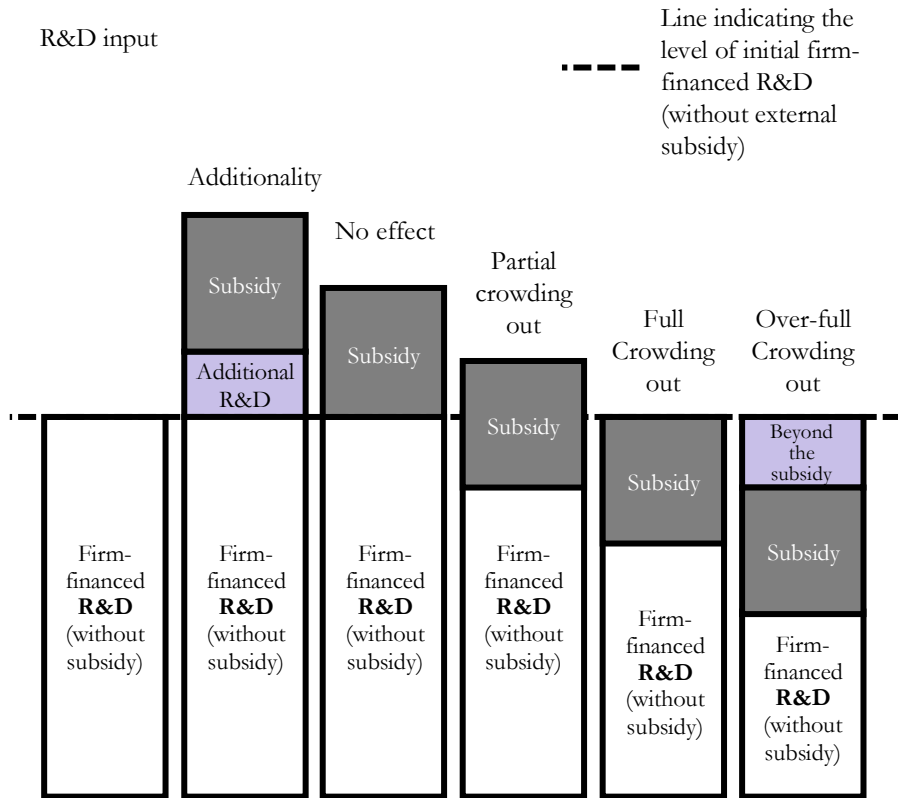 R&D input
Line indicating the
level of initial firm-
financed R&D
(without external
subsidy)
Additionality
Subsidy
Additional
R&D
Firm-
financed
R&D
(without
subsidy)
Firm-
financed
R&D
(without
subsidy)
No effect
Subsidy
Firm-
financed
R&D
(without
subsidy)
Partial
crowding
out
Subsidy
Firm-
financed
R&D
(without
subsidy)
Full
Crowding
out
Subsidy
Firm-
financed
R&D
(without
subsidy)
Over-full
Crowding
out
Beyond
the
subsidy
Subsidy
Firm-
financed
R&D
(without
subsidy)